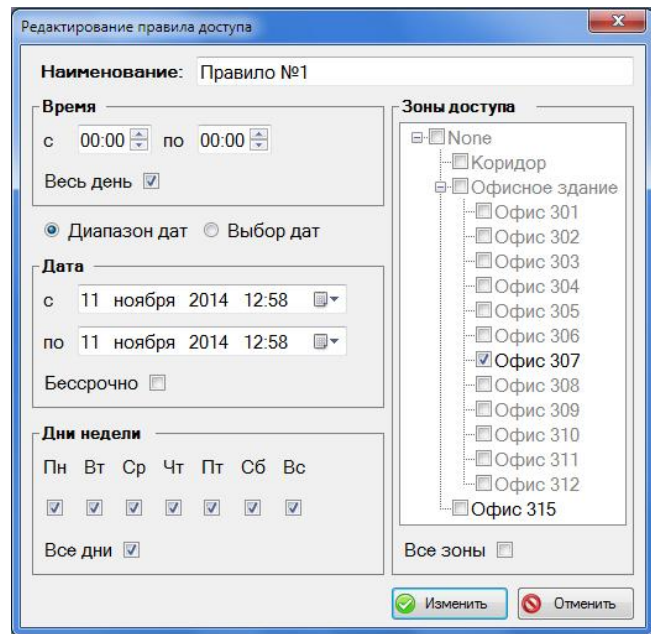 Редактирование правила доступа
Наименование: Правило №1
Время
с 00:00 по 00:00
Весь день
Диапазон дат Выбор дат
Дата
с 11 ноября 2014 12:58
по 11 ноября 2014 12:58
Бессрочно
Дни недели
Пн Вт Ср Чт Пт Сб Вс
Все дни
Зоны доступа
None
Коридор
Офисное здание
Офис 301
Офис 302
Офис 303
Офис 304
Офис 305
Офис 306
Офис 307
Офис 308
Офис 309
Офис 310
Офис 311
Офис 312
Офис 315
Все зоны
Изменить Отменить